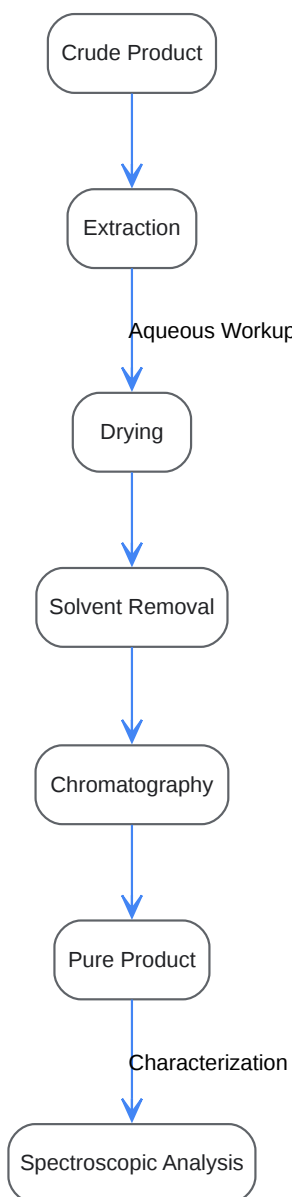 Crude Product
Extraction
Aqueous Workup
Drying
Solvent Removal
Chromatography
Pure Product
Characterization
Spectroscopic Analysis